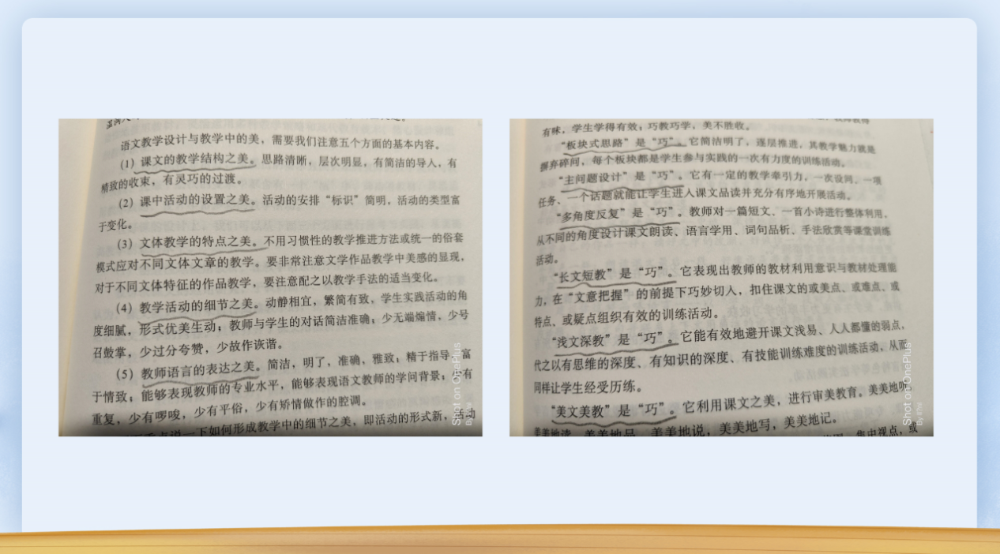 语文教学设计与教学中的美，需要我们注意五个方面的基本内容。
（1）课文的教学结构之美。思路清晰，层次明显，有简洁的导入，有
精致的收束，有灵巧的过渡。
（2）课中活动的设置之美。活动的安排“标识”简明，活动的类型富
于变化。
（3）文体教学的特点之美。不用习惯性的教学推进方法或统一的俗套
模式应对不同文体文章的教学。要非常注意文学作品教学中美感的显现，
对于不同文体特征的作品教学，要注意配之以教学手法的适当变化。
（4）教学活动的细节之美。动静相宜，繁简有致，学生实践活动的角
度细腻，形式优美生动；教师与学生的对话简洁准确；少无端煽情，少号
召鼓掌，少过分夸赞，少故作诙谐。
（5）教师语言的表达之美。简洁，明了，准确，雅致；精于指导，富
于情致；能够表现教师的专业水平，能够表现语文教师的学问背景；少有
重复，少有啰唆，少有平俗，少有矫情做作的腔调。
点说一下如何形成教学中的细节之美，即活动的形式新，活动
Shot on OnePlus
有味，学生学得有效；巧教巧学，美不胜收。
“板块式思路”是“巧”。它简洁明了，逐层推进，其教学魅力就是
摒弃碎问，每个板块都是学生参与实践的一次有力度的训练活动。
“主问题设计”是“巧”。它有一定的教学牵引力，一次设问、一项
任务、一个话题就能让学生进入课文品读并充分有序地开展活动。
“多角度反复”是“巧”。教师对一篇短文、一首小诗进行整体利用，
从不同的角度设计课文朗读、语言学用、词句品析、手法欣赏等课堂训练
活动。
“长文短教”是“巧”。它表现出教师的教材利用意识与教材处理能
力，在“文意把握”的前提下巧妙切入，扣住课文的或美点、或难点、或
特点、或疑点组织有效的训练活动。
“浅文深教”是“巧”。它能有效地避开课文浅易、人人都懂的弱点，
代之以有思维的深度、有知识的深度、有技能训练难度的训练活动，从而
同样让学生经受历练。
“美文美教”是“巧”。它利用课文之美，进行审美教育。美美地听，
美美地读，美美地品，美美地说，美美地写，美美地记。
集中视点，或
Shot on OnePlus